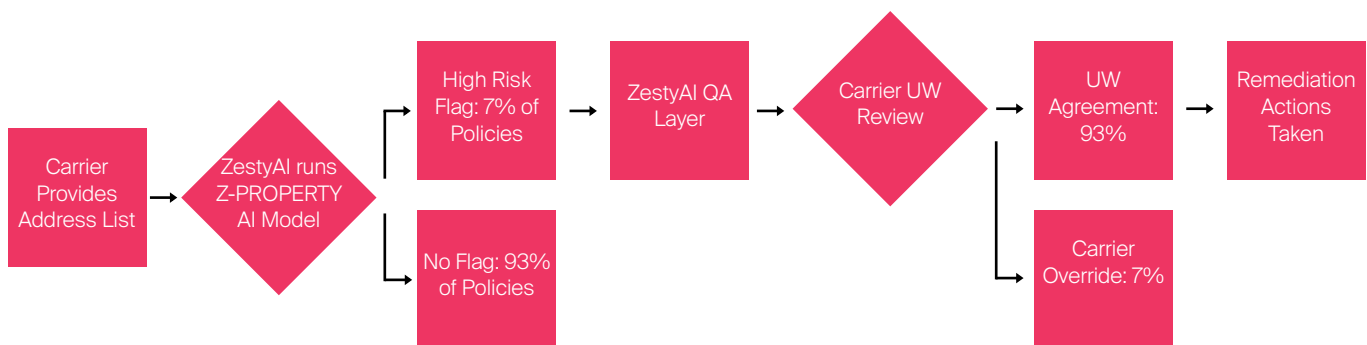 Carrier
Provides
Address List
ZestyAI runs
Z-PROPERTY
AI Model
High Risk
Flag: 7% of
Policies
No Flag: 93%
of Policies
ZestyAI QA
Layer
Carrier UW
Review
UW
Agreement:
93%
Carrier
Override: 7%
Remediation
Actions
Taken